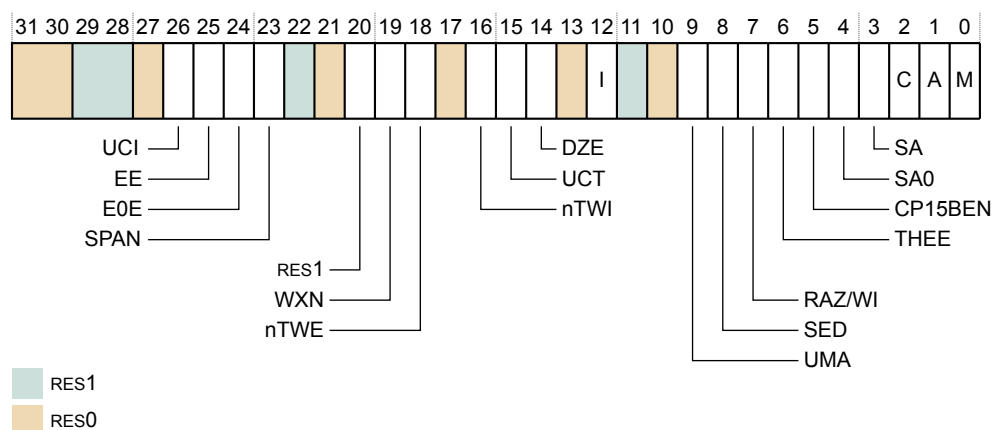 31 30 29 28 27 26 25 24 23 22 21 20 19 18 17 16 15 14 13 12 11 10 9 8 7 6 5 4 3 2 1 0
I C A M
UCI DZE SA
EE UCT SA0
E0E nTWI CP15BEN
SPAN THEE
RES1
WXN RAZ/WI
nTWE SED
UMA
RES1
RES0